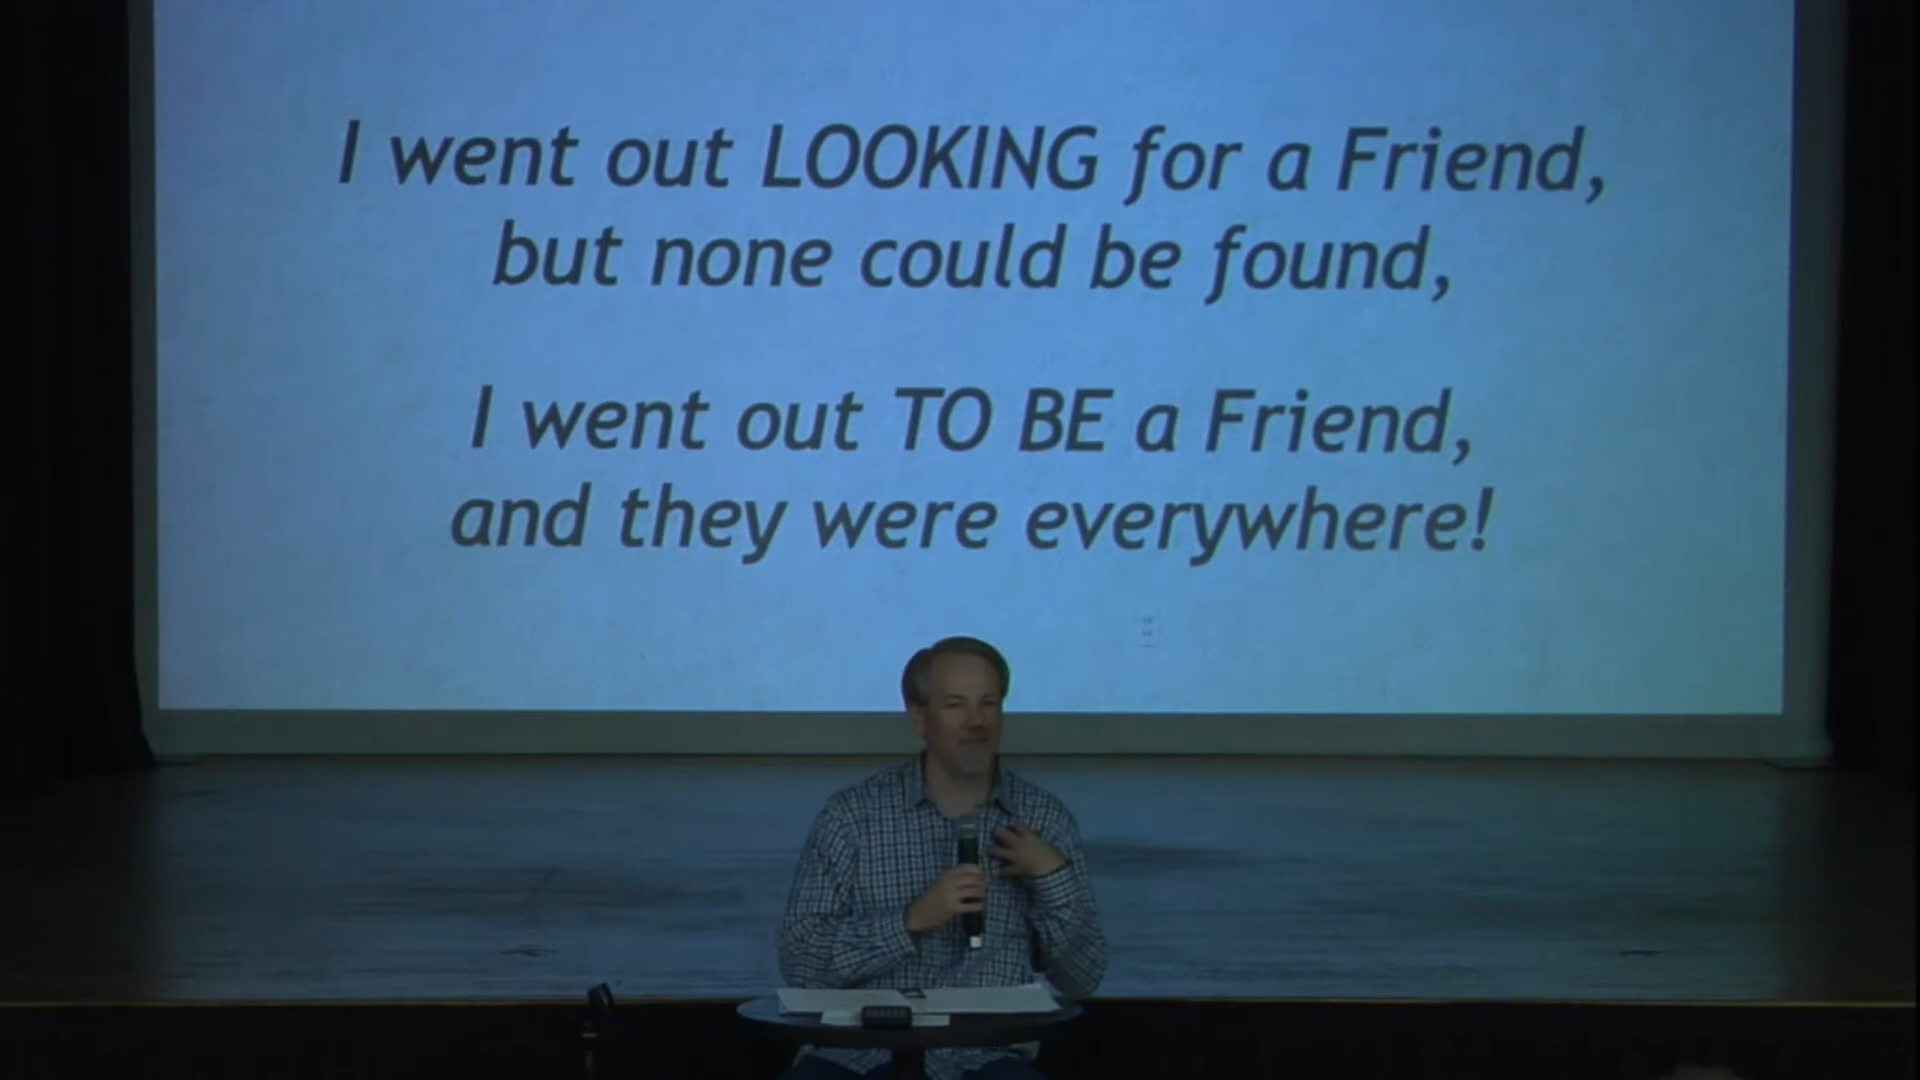 I went out LOOKING for a Friend,
but none could be found,
I went out TO BE a Friend,
and they were everywhere!